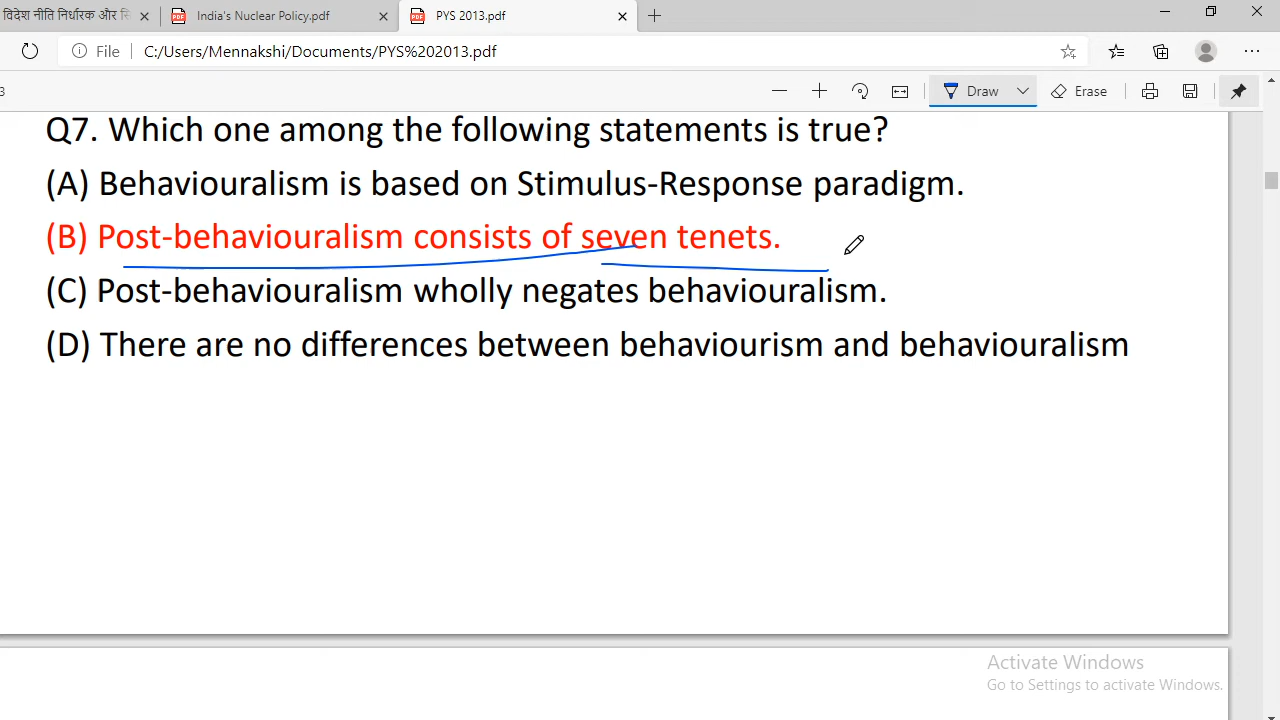 विदेश नीति निर्धारक और
India's Nuclear Policy.pdf
PYS 2013.pdf
File
C:/Users/Mennakshi/Documents/PYS%202013.pdf
3
Draw
Erase
Q7. Which one among the following statements is true?
(A) Behaviouralism is based on Stimulus-Response paradigm.
(B) Post-behaviouralism consists of seven tenets.
(C) Post-behaviouralism wholly negates behaviouralism.
(D) There are no differences between behaviourism and behaviouralism
Activate Windows
Go to Settings to activate Windows.